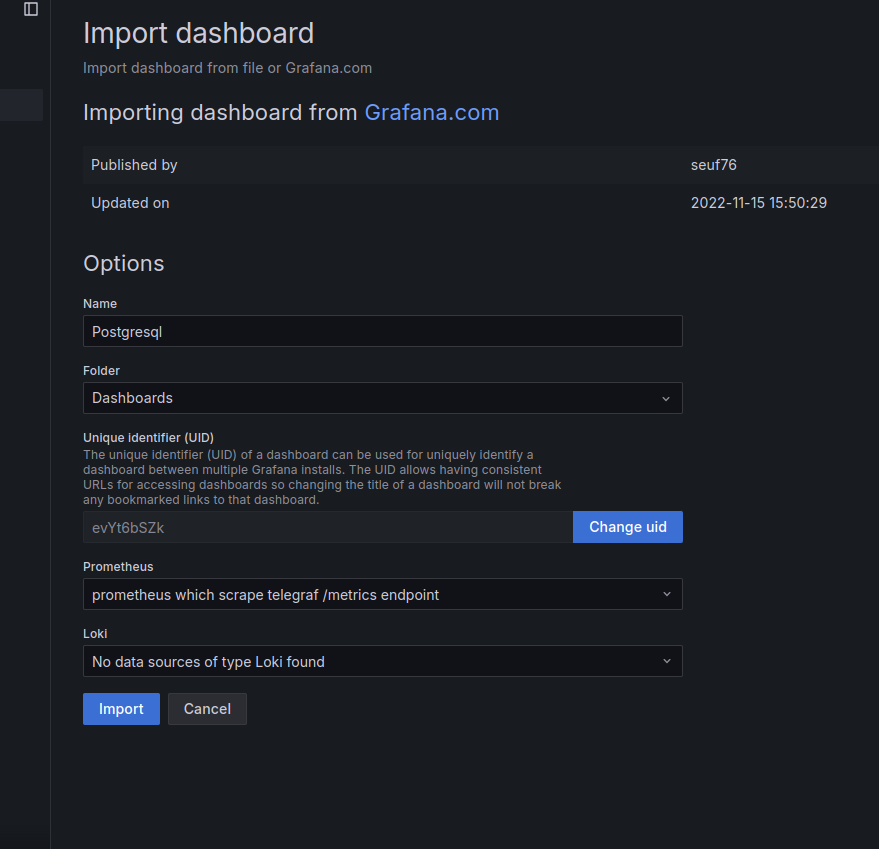 Import dashboard
Import dashboard from file or Grafana.com
Importing dashboard from Grafana.com
Published by seuf76
Updated on 2022-11-15 15:50:29
Options
Name
Postgresql
Folder
Dashboards
Unique identifier (UID)
The unique identifier (UID) of a dashboard can be used for uniquely identify a
dashboard between multiple Grafana installs. The UID allows having consistent
URLs for accessing dashboards so changing the title of a dashboard will not break
any bookmarked links to that dashboard.
evYt6bSZk Change uid
Prometheus
prometheus which scrape telegraf /metrics endpoint
Loki
No data sources of type Loki found
Import Cancel